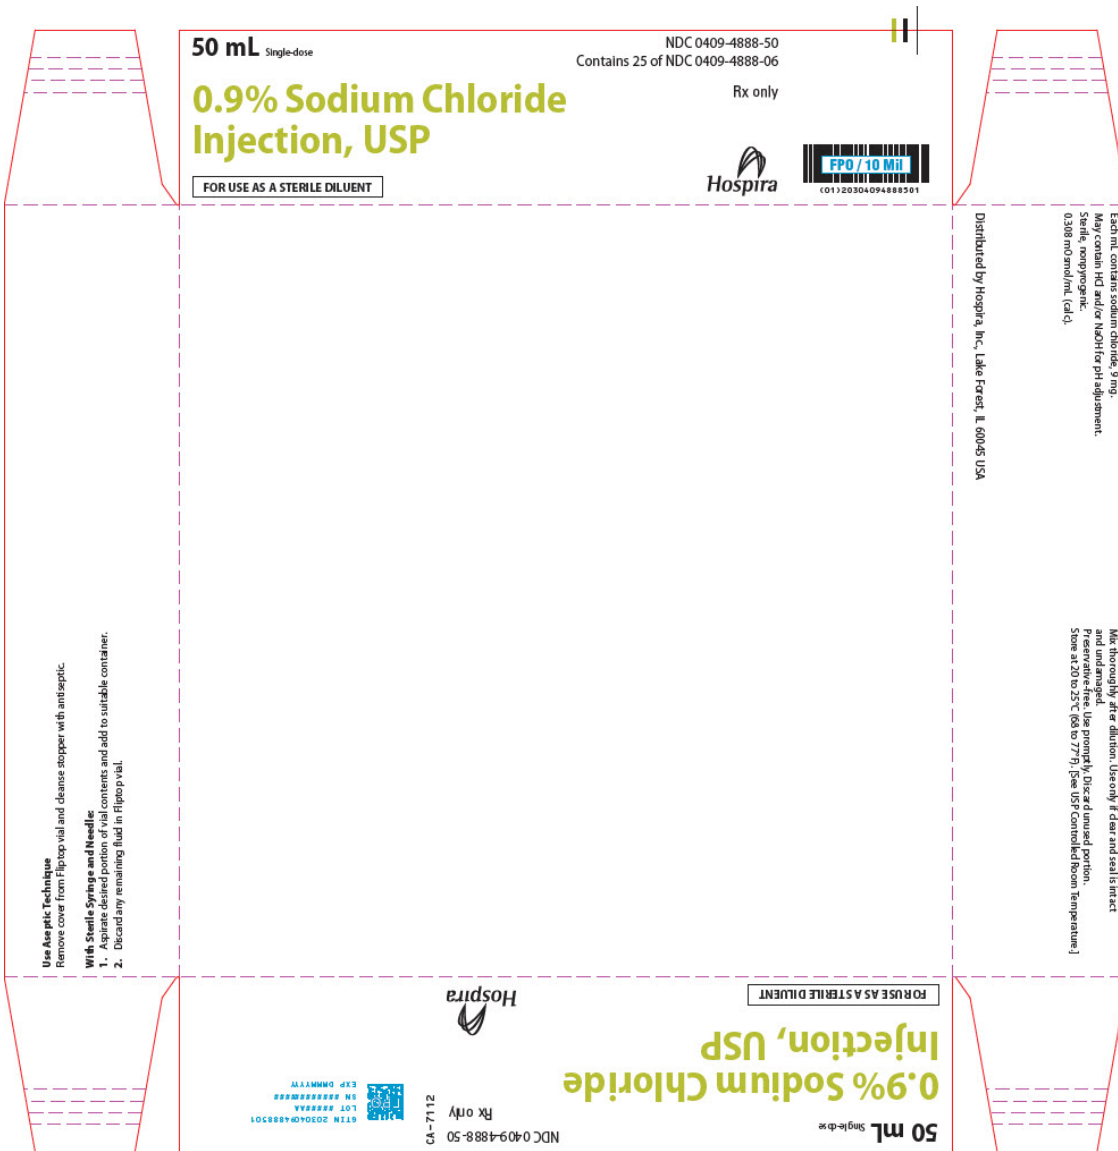 50 mL Single-dose
NDC 0409-4888-50
Contains 25 of NDC 0409-4888-06
0.9% Sodium Chloride
Injection, USP
Rx only
FOR USE AS A STERILE DILUENT
Hospira
FPO / 10 Mil
(01)20304094888501
Each mL contains sodium chloride, 9 mg.
May contain HCl and/or NaOH for pH adjustment.
Sterile, nonpyrogenic.
0.308 mOsmol/mL (calc).
Distributed by Hospira, Inc., Lake Forest, IL 60045 USA
Mix thoroughly after dilution. Use only if clear and seal is intact
and undamaged.
Preservative-free. Use promptly. Discard unused portion.
Store at 20 to 25°C (68 to 77°F). [See USP Controlled Room Temperature.]
Use Aseptic Technique
Remove cover from Fliptop vial and cleanse stopper with antiseptic.
With Sterile Syringe and Needle:
1. Aspirate desired portion of vial contents and add to suitable container.
2. Discard any remaining fluid in Fliptop vial.
50 mL Single-dose
NDC 0409-4888-50
0.9% Sodium Chloride
Injection, USP
Rx only
CA-7112
FOR USE AS A STERILE DILUENT
Hospira
GTIN 20304094888501
LOT ######AA
SN ############
EXP DMMMYYYY
FPO